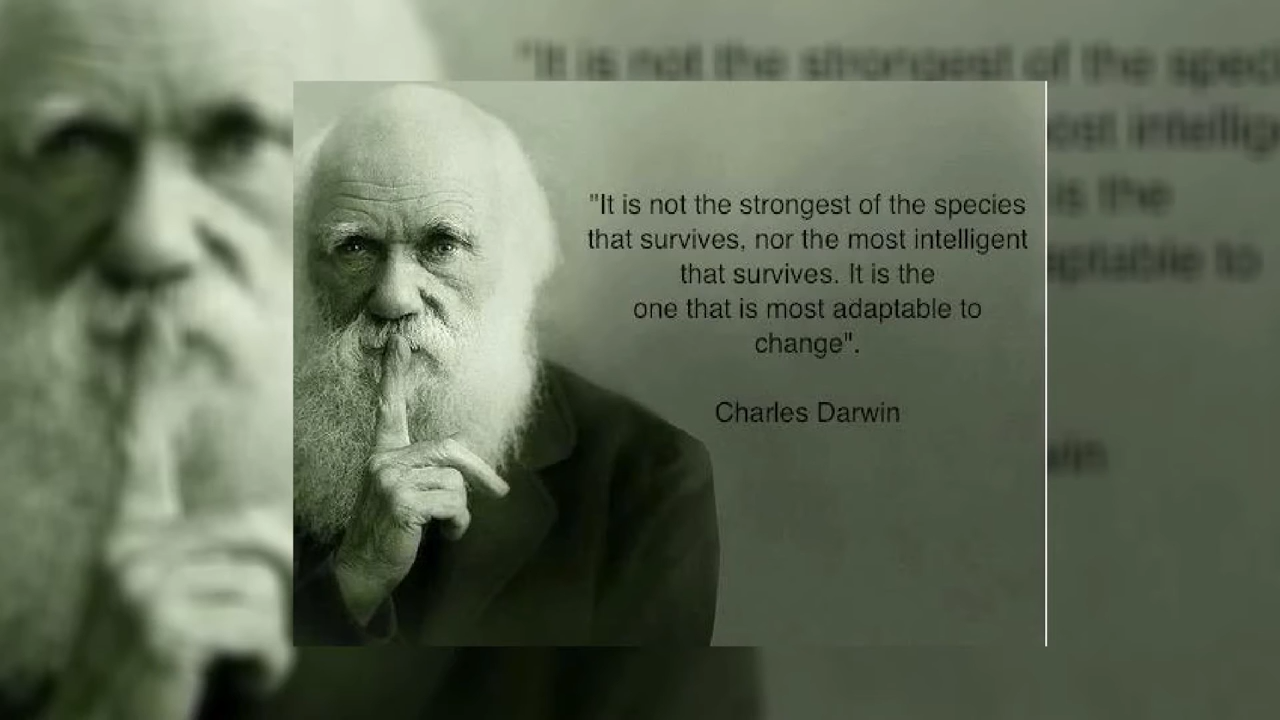 "It is not the strongest of the species
that survives, nor the most intelligent
that survives. It is the
one that is most adaptable to
change".
Charles Darwin